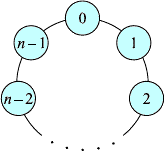 0
n–1 1
n–2 2
. . . . .